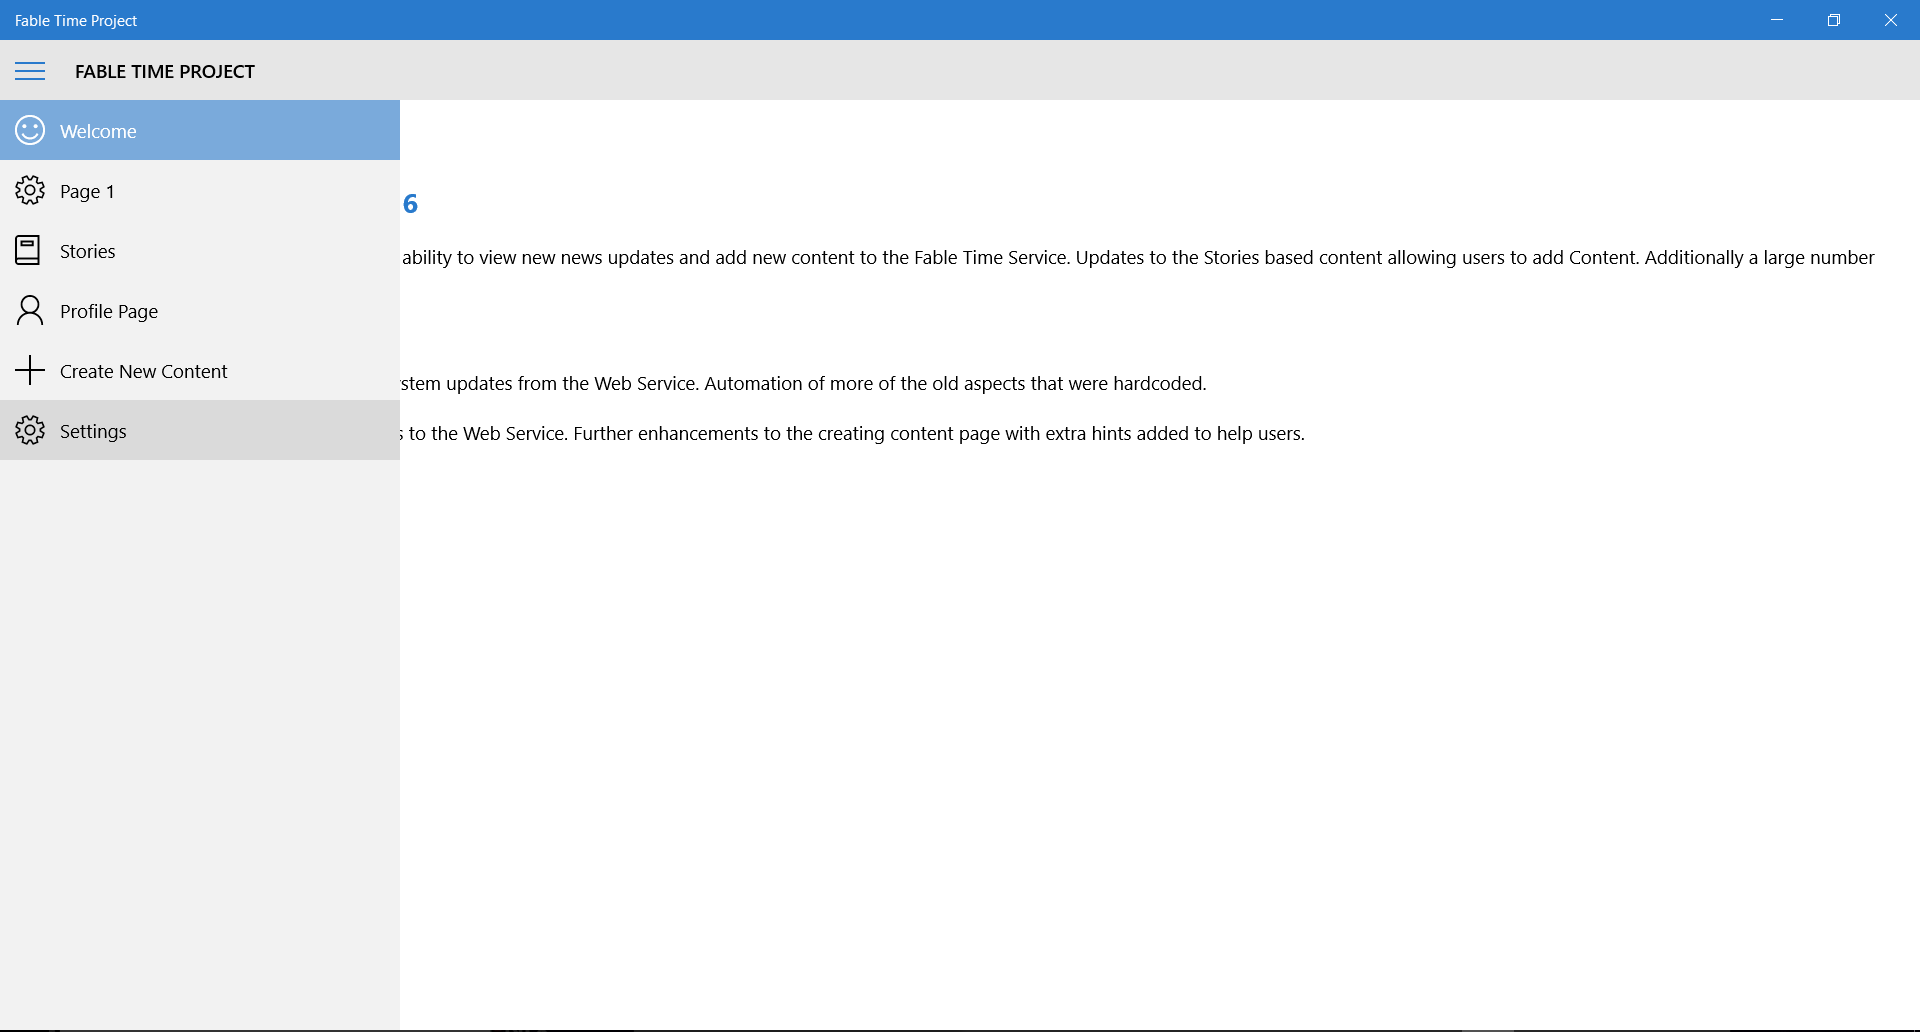 Fable Time Project
FABLE TIME PROJECT
Welcome
Page 1
Stories
Profile Page
Create New Content
Settings
6
ability to view new news updates and add new content to the Fable Time Service. Updates to the Stories based content allowing users to add Content. Additionally a large number
stem updates from the Web Service. Automation of more of the old aspects that were hardcoded.
s to the Web Service. Further enhancements to the creating content page with extra hints added to help users.